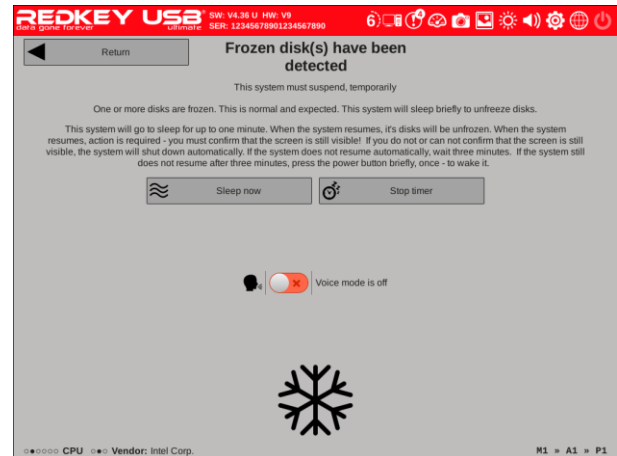 REDKEY USB®
data gone forever
ultimate
SW: V4.36 U HW: V9
SER: 12345678901234567890
6)
Return
Frozen disk(s) have been
detected
This system must suspend, temporarily
One or more disks are frozen. This is normal and expected. This system will sleep briefly to unfreeze disks.
This system will go to sleep for up to one minute. When the system resumes, it's disks will be unfrozen. When the system
resumes, action is required - you must confirm that the screen is still visible! If you do not or can not confirm that the screen is still
visible, the system will shut down automatically. If the system does not resume automatically, wait three minutes. If the system still
does not resume after three minutes, press the power button briefly, once - to wake it.
Sleep now
Stop timer
Voice mode is off
CPU
Vendor: Intel Corp.
M1 » A1 » P1